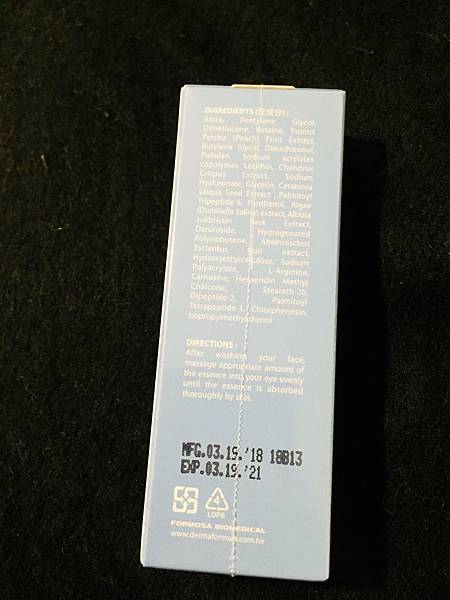 INGREDIENTS (全成分) :
Aqua, Pentylene Glycol,
Dimethicone, Betaine, Prunus
Persica (Peach) Fruit Extract,
Butylene Glycol, Dimethiconol,
Pullulan, Sodium acrylates
copolymer, Lecithin, Chondrus
Crispus Extract, Sodium
Hyaluronate, Glycerin, Ceratonia
Siliqua Seed Extract , Palmitoyl
Tripeptide-5, Panthenol, Algae
(Dunaliella Salina) extract, Albizia
Julibrissin Bark Extract,
Darutoside, Hydrogenated
Polyisobutene, Abelmoschus
Esclentus fruit extract,
Hydroxyethylcellulose, Sodium
Polyacrylate, L-Arginine,
Carnosine, Hesperidin Methyl
Chalcone, Steareth-20,
Dipeptide-2, Palmitoyl
Tetrapeptide-7, Chlorphenesin,
Isopropylmethylphenol
DIRECTIONS :
After washing your face,
massage appropriate amount of
the essence into your eye evenly
until the essence is absorbed
thoroughly by skin.
MFG.03.19.'18 18B13
EXP.03.19.'21
4
LDPE
FORMOSA BIOMEDICAL
www.dermaformula.com.tw